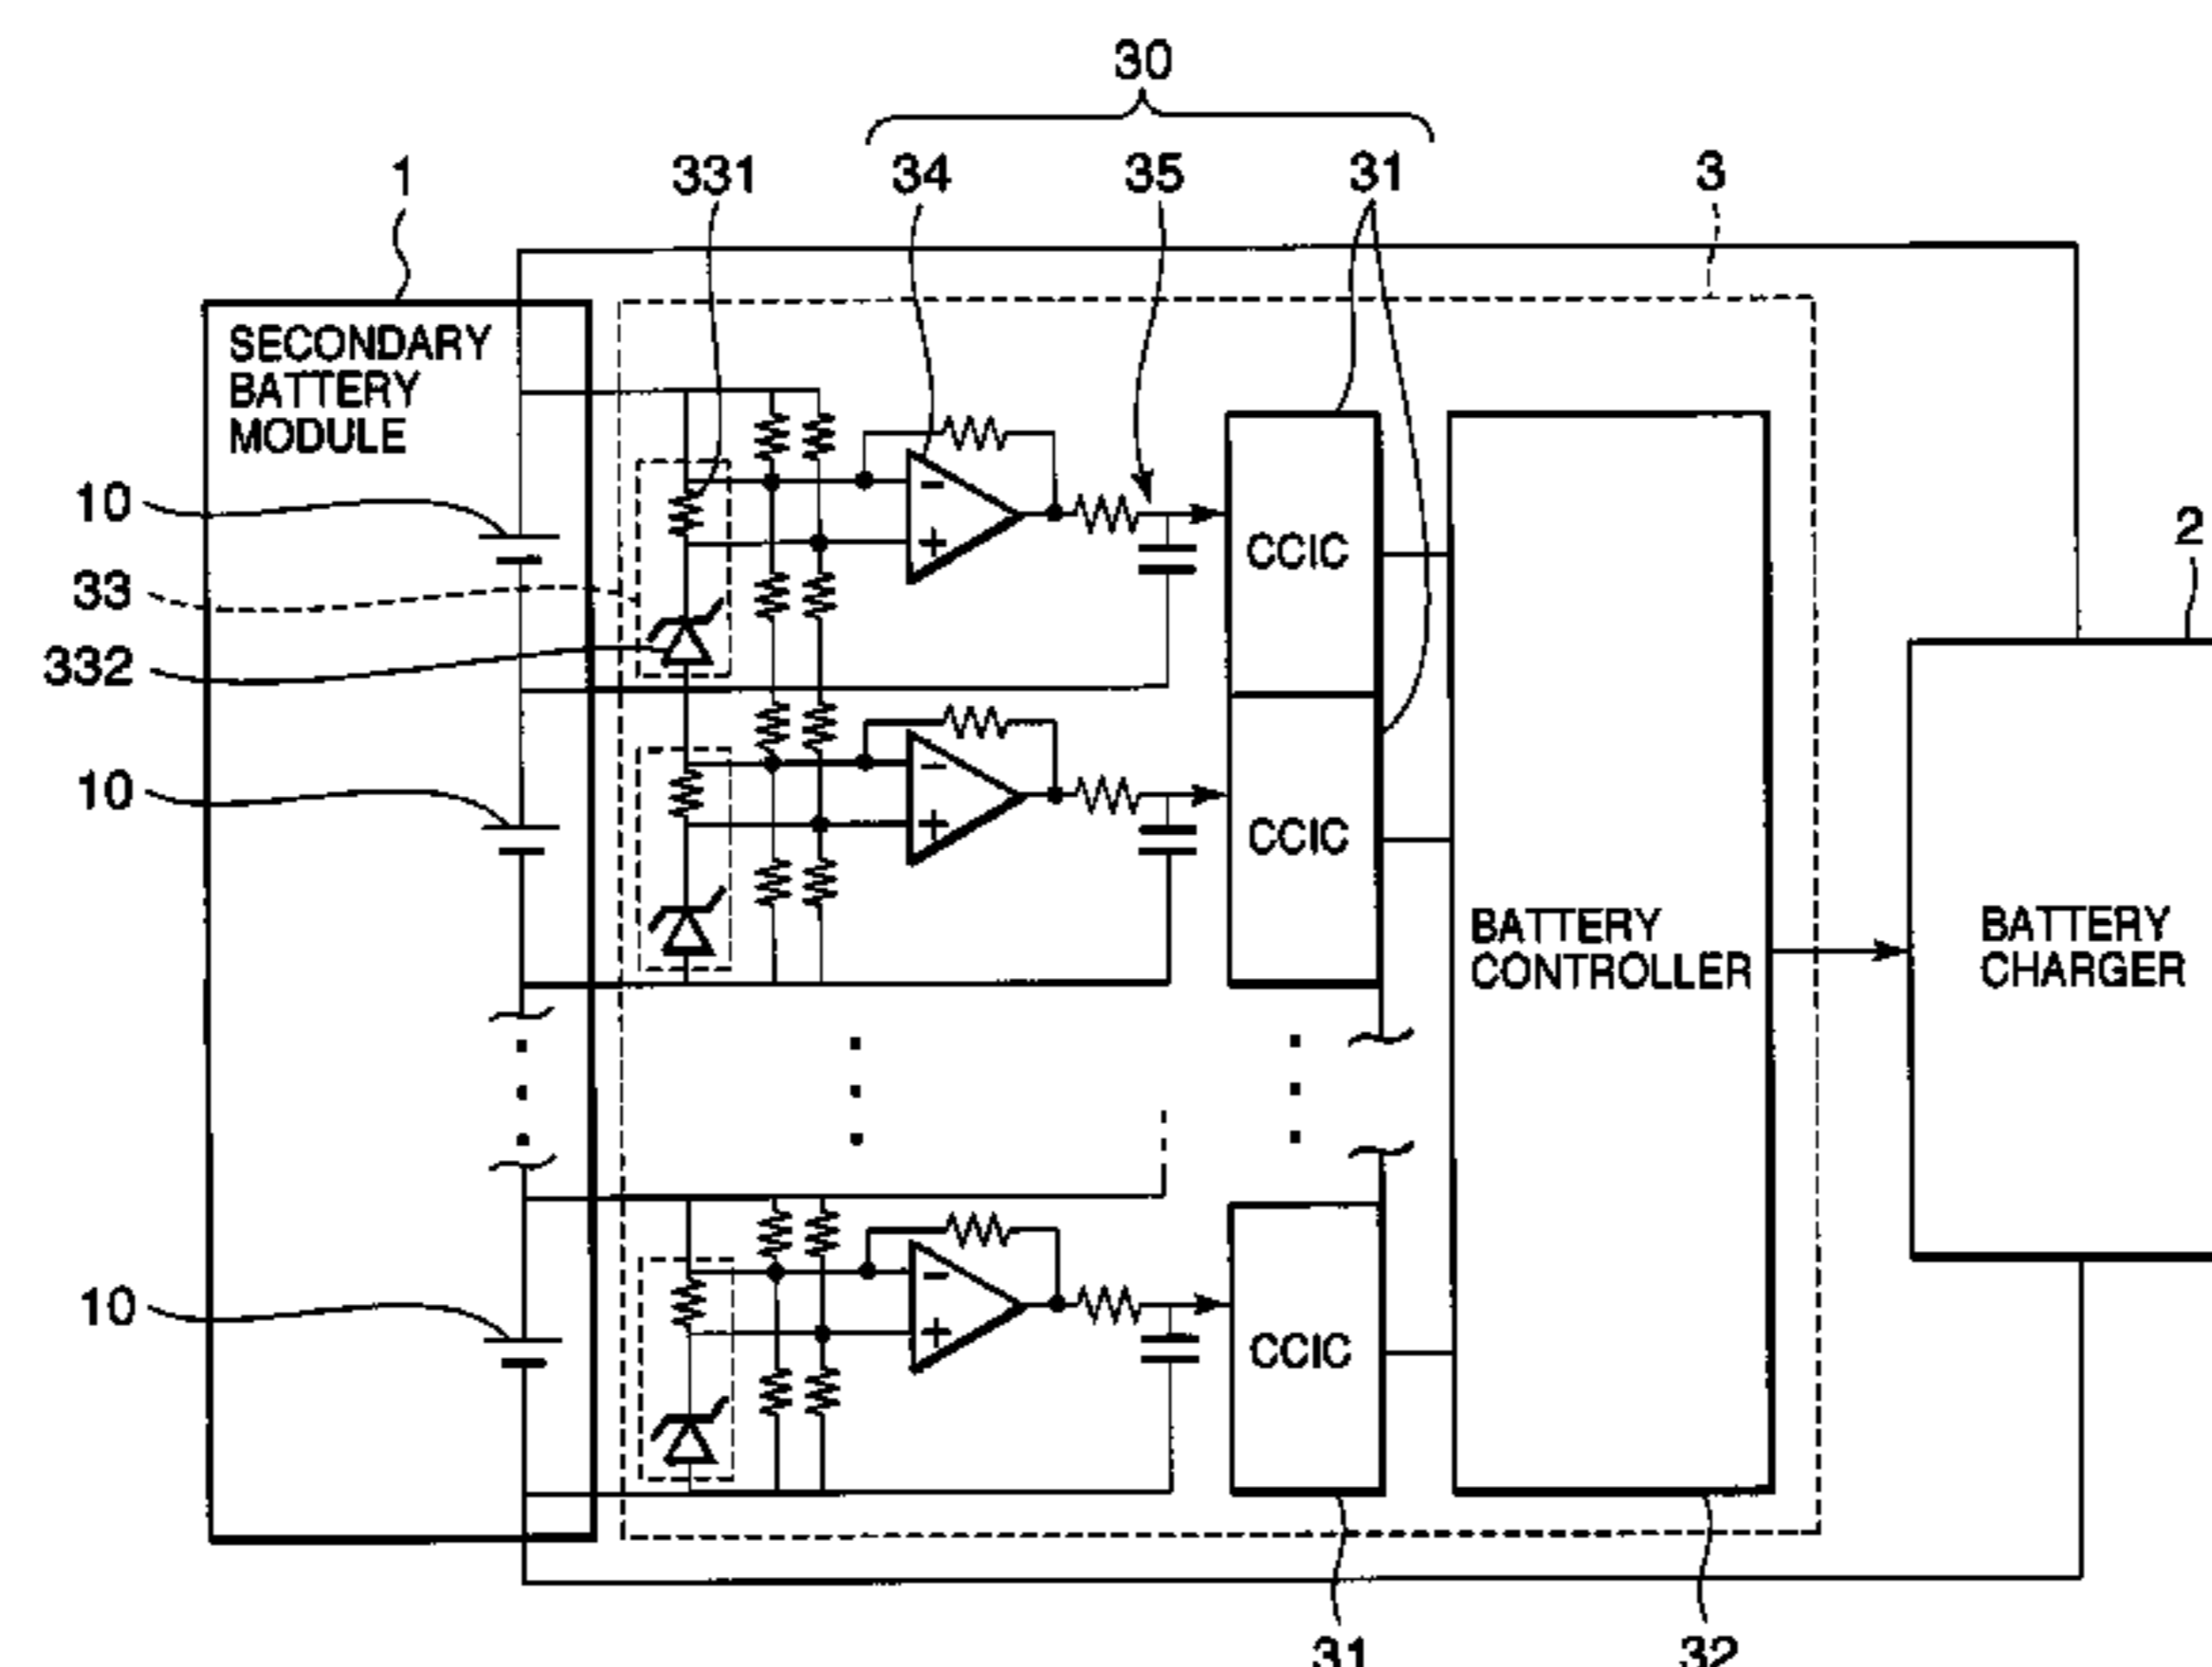 30
1
331
34
35
31
3
SECONDARY
BATTERY
MODULE
10
33
332
10
10
−
+
−
+
−
+
CCIC
CCIC
CCIC
BATTERY
CONTROLLER
2
BATTERY
CHARGER
31
32